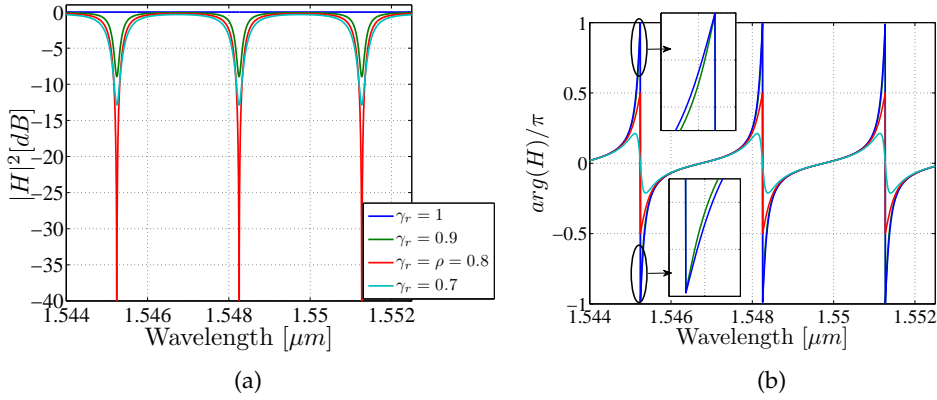 0
−5
−10
−15
−20
−25
−30
−35
−40
|H|²[dB]
1.544
1.546
1.548
1.55
1.552
Wavelength [μm]
γr = 1
γr = 0.9
γr = ρ = 0.8
γr = 0.7
(a)
1
0.5
0
−0.5
−1
arg(H)/π
1.544
1.546
1.548
1.55
1.552
Wavelength [μm]
(b)